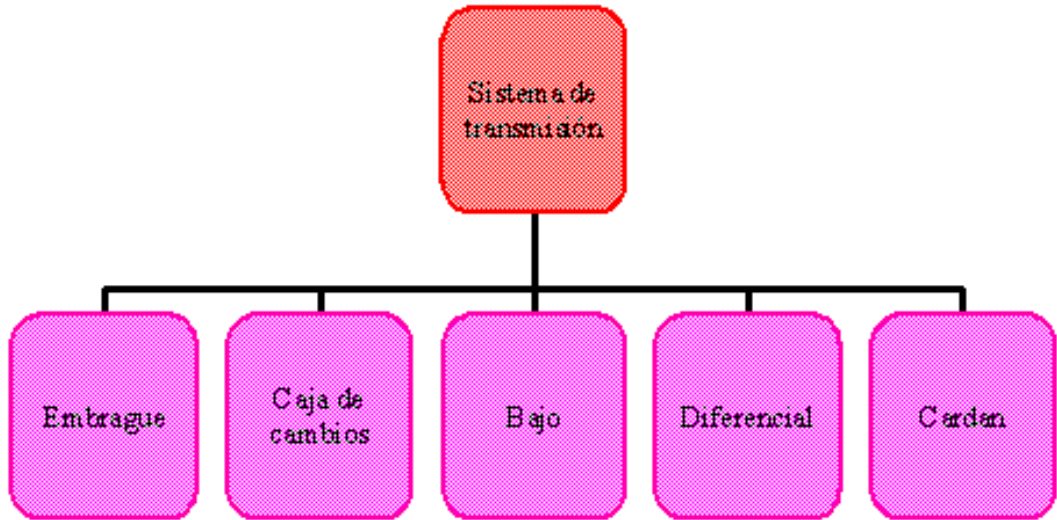 Sistema de
transmisión
Embrague
Caja de
cambios
Bajo
Diferencial
Cardan